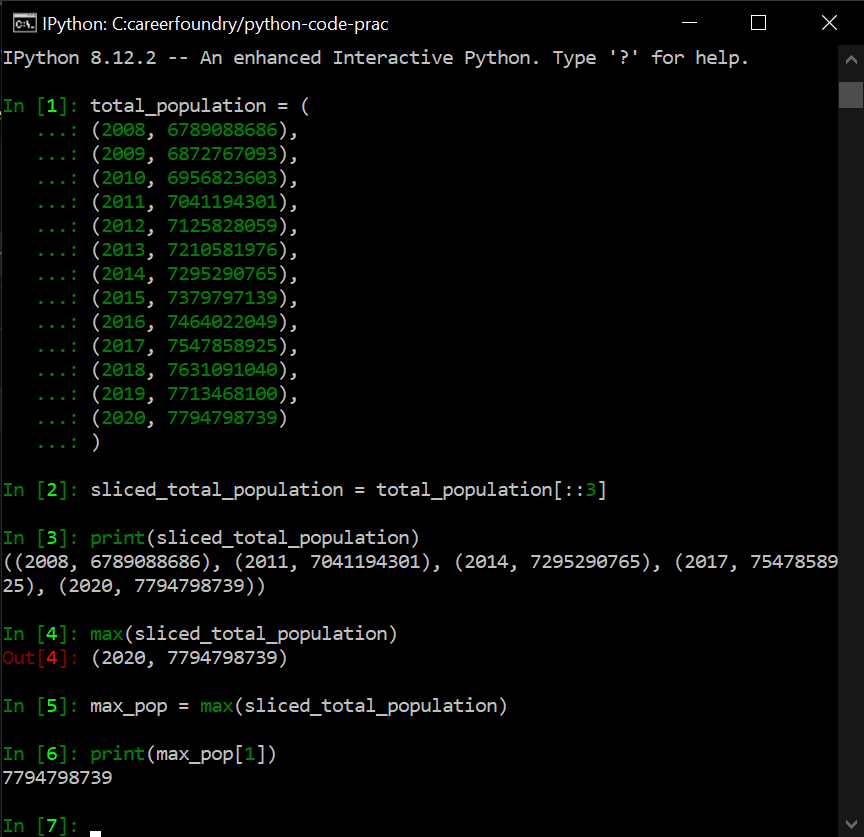 IPython: C:careerfoundry/python-code-prac
IPython 8.12.2 -- An enhanced Interactive Python. Type '?' for help.
In [1]: total_population = (
   ...: (2008, 6789088686),
   ...: (2009, 6872767093),
   ...: (2010, 6956823603),
   ...: (2011, 7041194301),
   ...: (2012, 7125828059),
   ...: (2013, 7210581976),
   ...: (2014, 7295290765),
   ...: (2015, 7379797139),
   ...: (2016, 7464022049),
   ...: (2017, 7547858925),
   ...: (2018, 7631091040),
   ...: (2019, 7713468100),
   ...: (2020, 7794798739)
   ...: )
In [2]: sliced_total_population = total_population[::3]
In [3]: print(sliced_total_population)
((2008, 6789088686), (2011, 7041194301), (2014, 7295290765), (2017, 75478589
25), (2020, 7794798739))
In [4]: max(sliced_total_population)
Out[4]: (2020, 7794798739)
In [5]: max_pop = max(sliced_total_population)
In [6]: print(max_pop[1])
7794798739
In [7]: